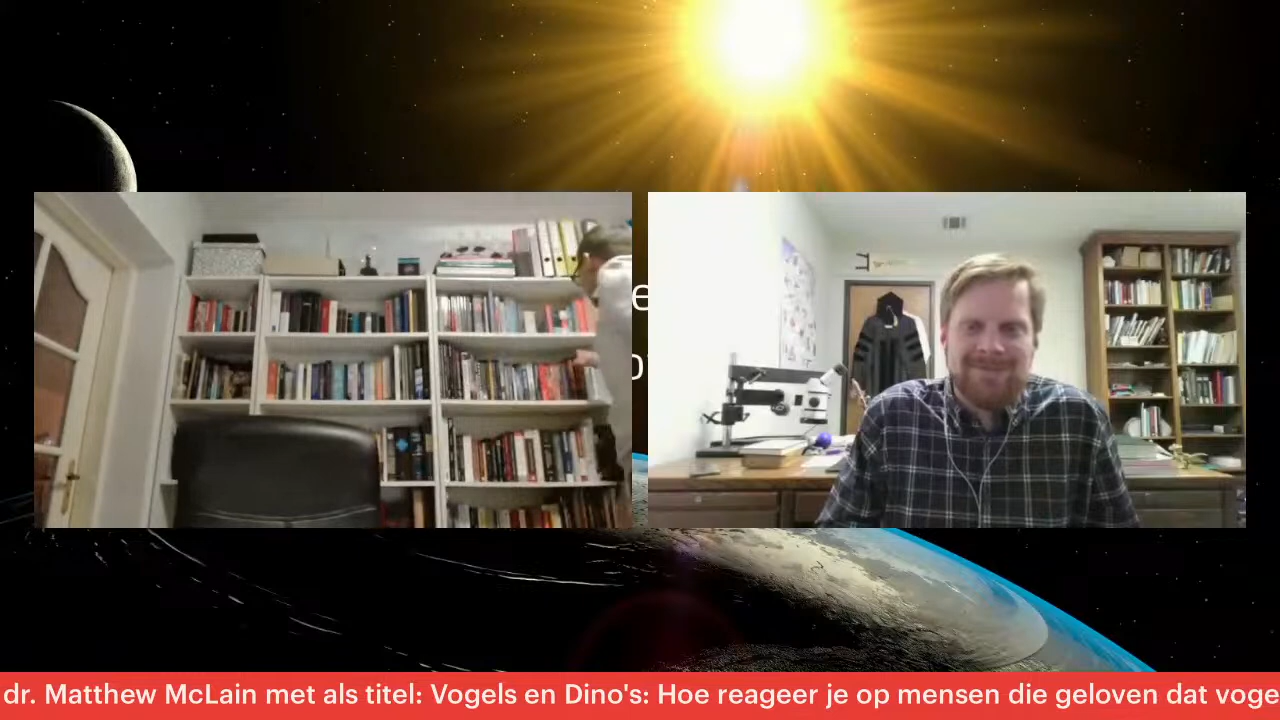 dr. Matthew McLain met als titel: Vogels en Dino's: Hoe reageer je op mensen die geloven dat voge